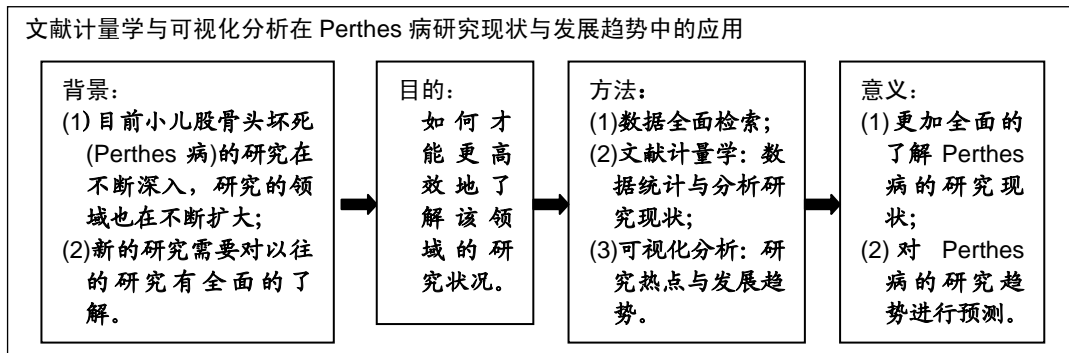 文献计量学与可视化分析在 Perthes 病研究现状与发展趋势中的应用
背景：
(1)目前小儿股骨头坏死
(Perthes 病)的研究在
不断深入，研究的领
域也在不断扩大；
(2)新的研究需要对以往
的研究有全面的了
解。
目的：
如何才
能更高
效地了
解该领
域的研
究状况。
方法：
(1)数据全面检索；
(2)文献计量学：数
据统计与分析研
究现状；
(3)可视化分析：研
究热点与发展趋
势。
意义：
(1)更加全面的
了解 Perthes
病的研究现
状；
(2)对 Perthes
病的研究趋
势进行预测。